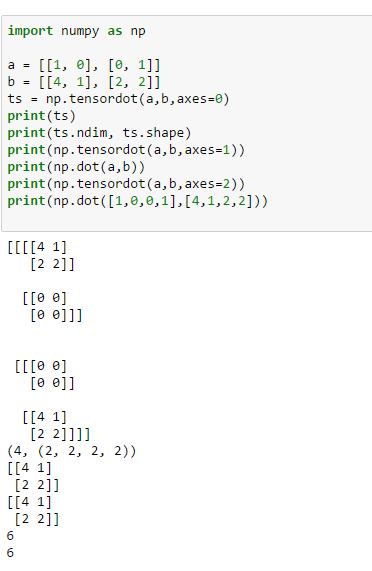 import numpy as np
a = [[1, 0], [0, 1]]
b = [[4, 1], [2, 2]]
ts = np.tensordot(a,b,axes=0)
print(ts)
print(ts.ndim, ts.shape)
print(np.tensordot(a,b,axes=1))
print(np.dot(a,b))
print(np.tensordot(a,b,axes=2))
print(np.dot([1,0,0,1],[4,1,2,2]))
[[[[4 1]
   [2 2]]

  [[0 0]
   [0 0]]]


 [[[0 0]
   [0 0]]

  [[4 1]
   [2 2]]]]
(4, (2, 2, 2, 2))
[[4 1]
 [2 2]]
[[4 1]
 [2 2]]
6
6